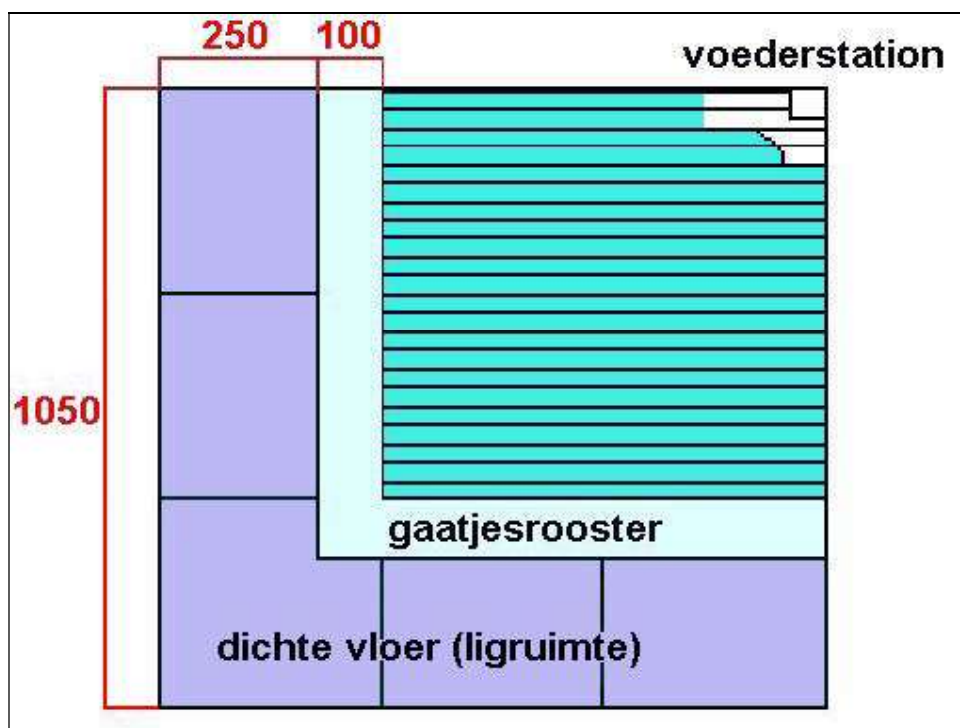 250 100
voederstation
1050
gaatjesrooster
dichte vloer (ligruimte)